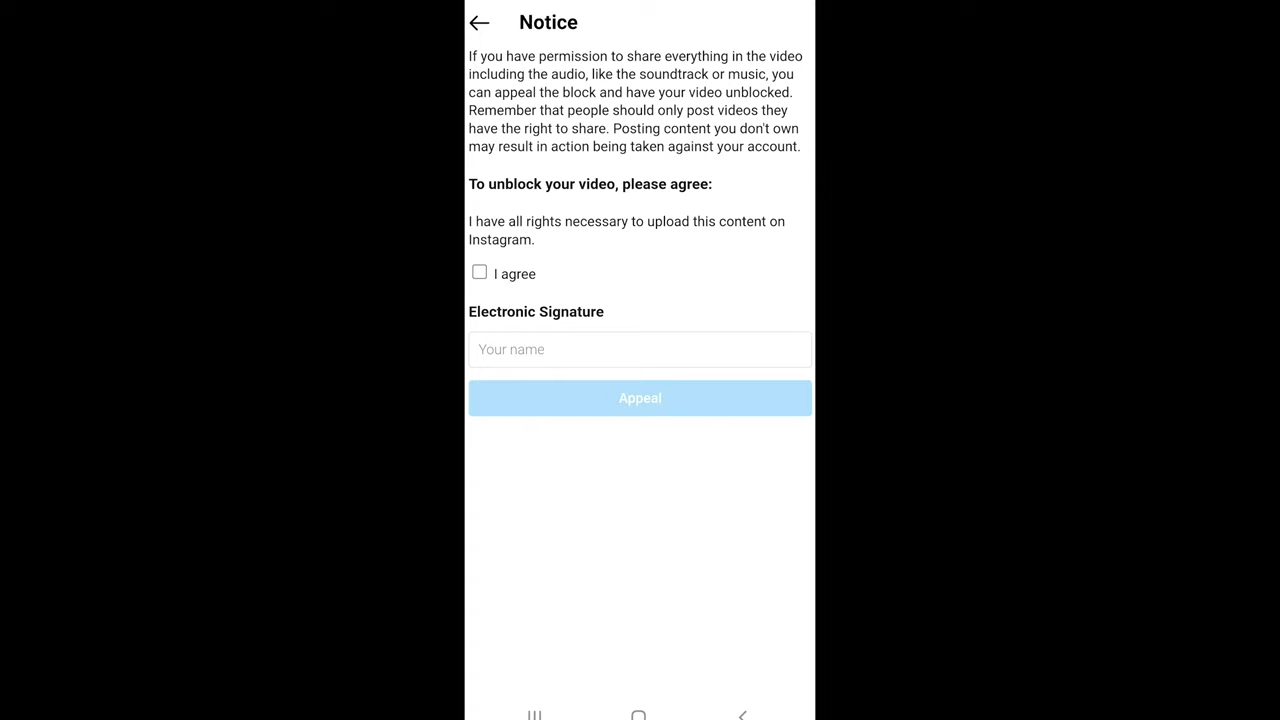 Notice
If you have permission to share everything in the video
including the audio, like the soundtrack or music, you
can appeal the block and have your video unblocked.
Remember that people should only post videos they
have the right to share. Posting content you don't own
may result in action being taken against your account.
To unblock your video, please agree:
I have all rights necessary to upload this content on
Instagram.
I agree
Electronic Signature
Your name
Appeal